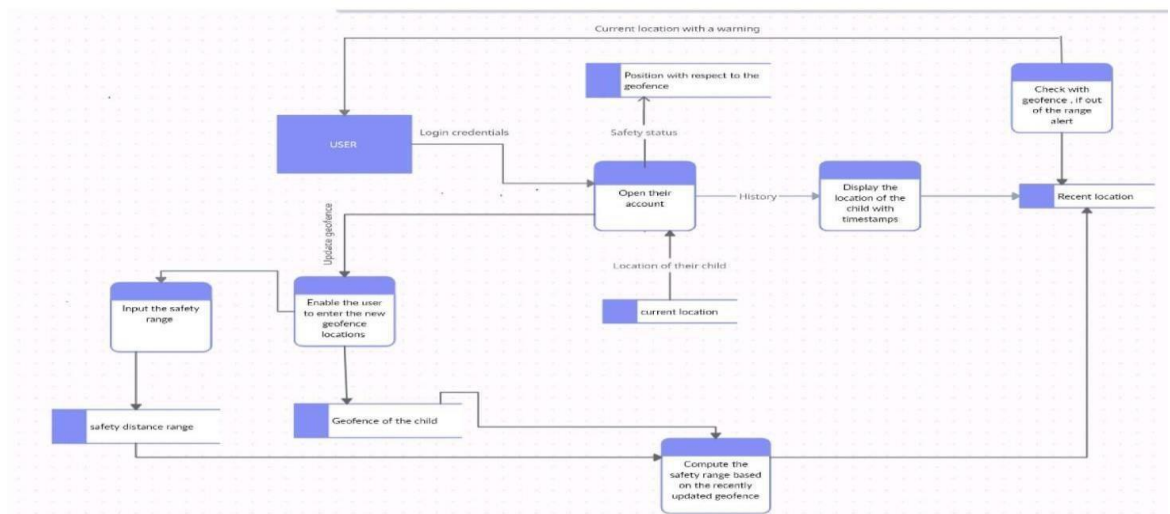 Current location with a warning
Position with respect to the
geofence
Check with
geofence , if out
of the range
alert
USER
Login credentials
Safety status
Open their
account
History
Display the
location of the
child with
timestamps
Recent location
Update geofence
Location of their child
Input the safety
range
Enable the user
to enter the new
geofence
locations
current location
safety distance range
Geofence of the child
Compute the
safety range based
on the recently
updated geofence